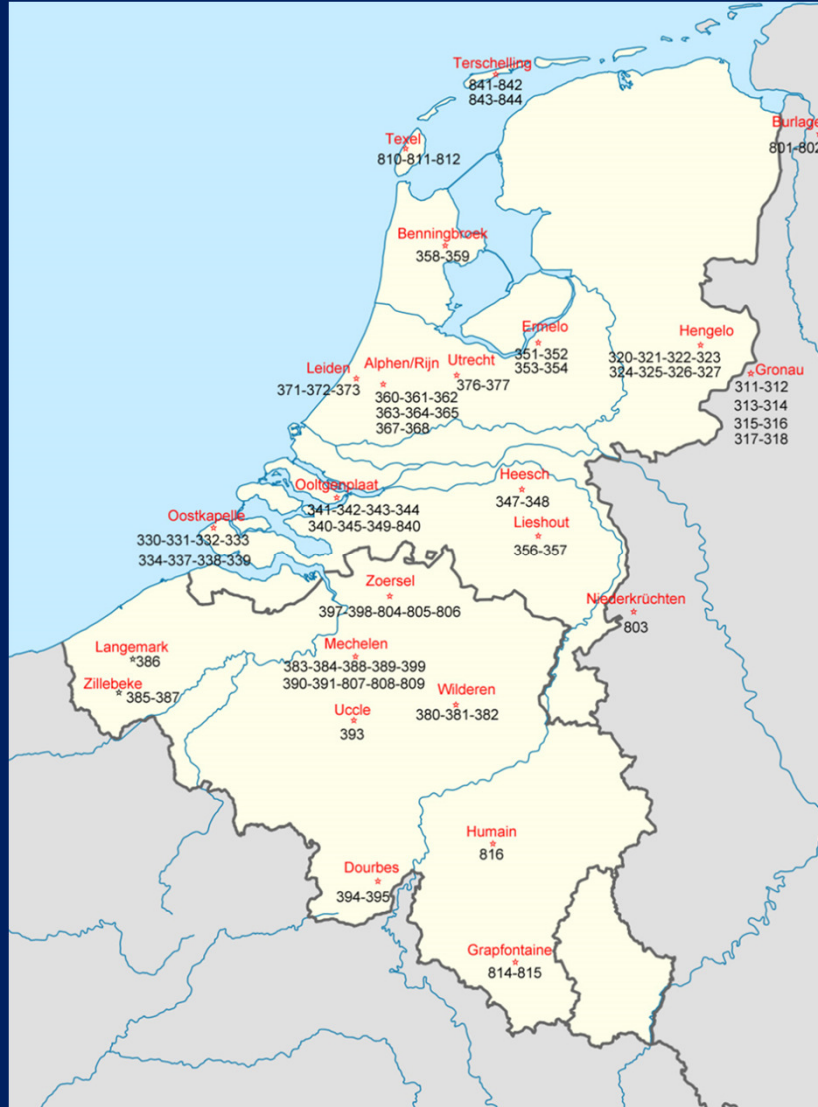 Terschelling
841-842
843-844
Burlage
801-802
Texel
810-811-812
Benningbroek
358-359
Ermelo
351-352
353-354
Hengelo
320-321-322-323
324-325-326-327
Gronau
311-312
313-314
315-316
317-318
Leiden
371-372-373
Alphen/Rijn
360-361-362
363-364-365
367-368
Utrecht
376-377
Heesch
347-348
Ooltgenplaat
341-342-343-344
340-345-349-840
Lieshout
356-357
Oostkapelle
330-331-332-333
334-337-338-339
Zoersel
397-398-804-805-806
Niederkrüchten
803
Langemark
386
Mechelen
383-384-388-389-399
390-391-807-808-809
Zillebeke
385-387
Wilderen
380-381-382
Uccle
393
Humain
816
Dourbes
394-395
Grapfontaine
814-815